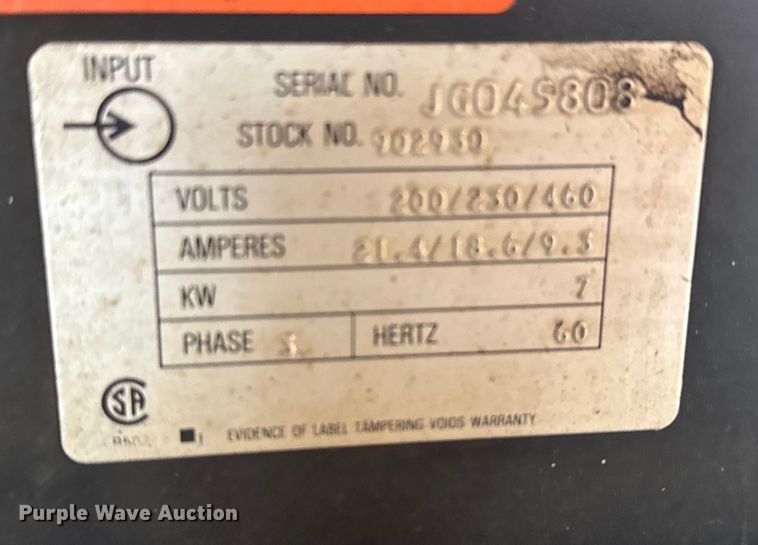 INPUT
SERIAL NO. JG045808
STOCK NO. 902930
VOLTS 200/230/460
AMPERES 21.4/18.6/9.3
KW 7
PHASE 3 HERTZ 60
SA
EVIDENCE OF LABEL TAMPERING VOIDS WARRANTY
Purple Wave Auction